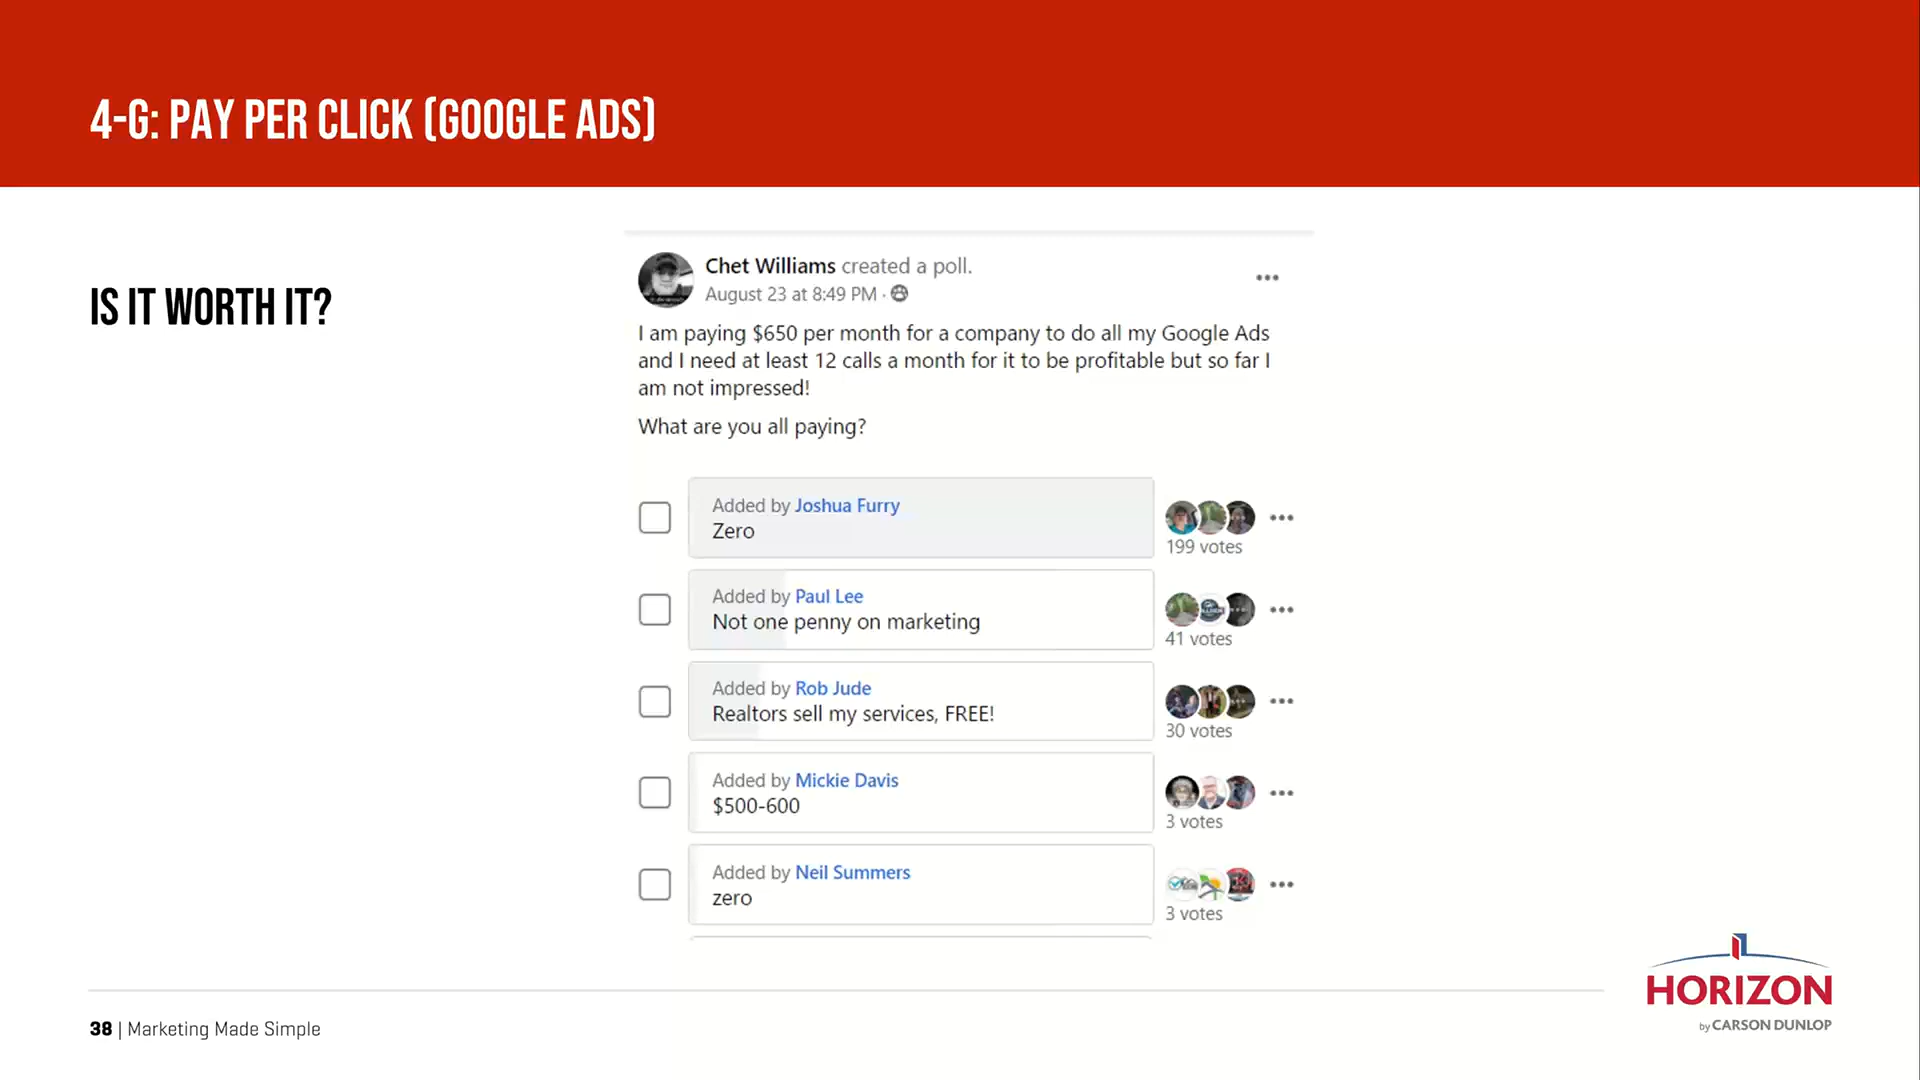 4-G: PAY PER CLICK (GOOGLE ADS)
IS IT WORTH IT?
Chet Williams created a poll.
August 23 at 8:49 PM ·
I am paying $650 per month for a company to do all my Google Ads
and I need at least 12 calls a month for it to be profitable but so far I
am not impressed!
What are you all paying?
Added by Joshua Furry
Zero
199 votes
Added by Paul Lee
Not one penny on marketing
41 votes
Added by Rob Jude
Realtors sell my services, FREE!
30 votes
Added by Mickie Davis
$500-600
3 votes
Added by Neil Summers
zero
3 votes
38 | Marketing Made Simple
HORIZON
by CARSON DUNLOP